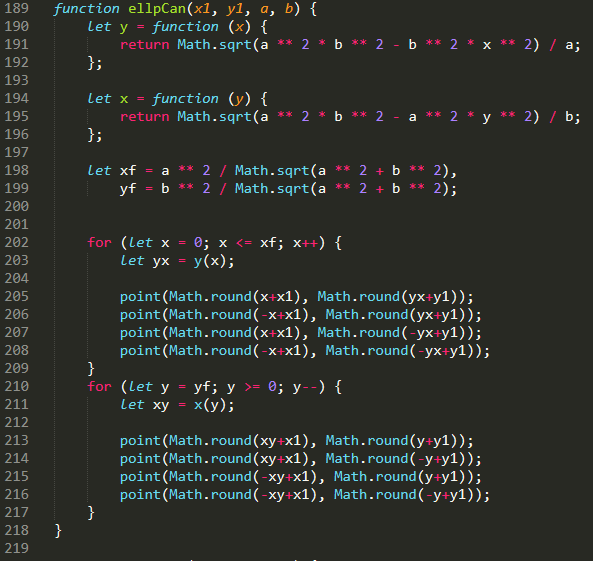 189 function ellpCan(x1, y1, a, b) {
190     let y = function (x) {
191         return Math.sqrt(a ** 2 * b ** 2 - b ** 2 * x ** 2) / a;
192     };
193
194     let x = function (y) {
195         return Math.sqrt(a ** 2 * b ** 2 - a ** 2 * y ** 2) / b;
196     };
197
198     let xf = a ** 2 / Math.sqrt(a ** 2 + b ** 2),
199         yf = b ** 2 / Math.sqrt(a ** 2 + b ** 2);
200
201
202     for (let x = 0; x <= xf; x++) {
203         let yx = y(x);
204
205         point(Math.round(x+x1), Math.round(yx+y1));
206         point(Math.round(-x+x1), Math.round(yx+y1));
207         point(Math.round(x+x1), Math.round(-yx+y1));
208         point(Math.round(-x+x1), Math.round(-yx+y1));
209     }
210     for (let y = yf; y >= 0; y--) {
211         let xy = x(y);
212
213         point(Math.round(xy+x1), Math.round(y+y1));
214         point(Math.round(xy+x1), Math.round(-y+y1));
215         point(Math.round(-xy+x1), Math.round(y+y1));
216         point(Math.round(-xy+x1), Math.round(-y+y1));
217     }
218 }
219